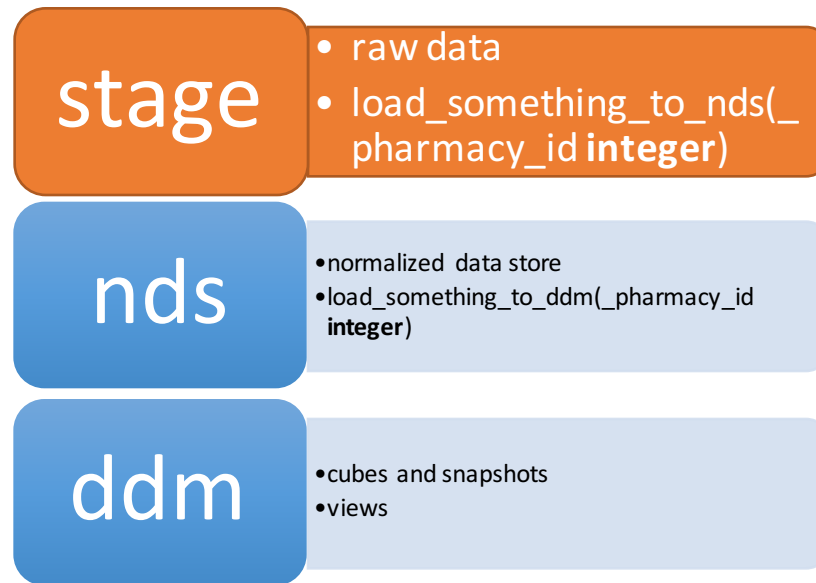 stage
• raw data
• load_something_to_nds(_
pharmacy_id integer)
nds
•normalized data store
•load_something_to_ddm(_pharmacy_id
integer)
ddm
•cubes and snapshots
•views